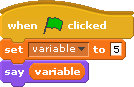 when clicked
set variable to 5
say variable